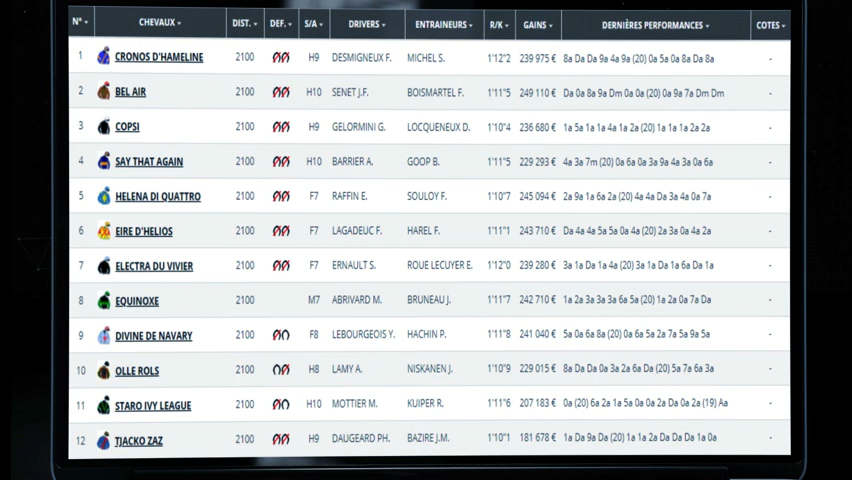 N° CHEVAUX DIST. DEF. S/A DRIVERS ENTRAINEURS R/K GAINS DERNIÈRES PERFORMANCES COTES
1 CRONOS D'HAMELINE 2100 H9 DESMIGNEUX F. MICHEL S. 1'12"2 239 975 € 8a Da Da 9a 4a 9a (20) 0a 5a 0a 8a Da 8a -
2 BEL AIR 2100 H10 SENET J.F. BOISMARTEL F. 1'11"5 249 110 € Da 0a 8a 9a Dm 0a 0a (20) 0a 9a 7a Dm Dm -
3 COPSI 2100 H9 GELORMINI G. LOCQUENEUX D. 1'10"4 236 680 € 1a 5a 1a 1a 4a 1a 2a (20) 1a 1a 1a 2a 2a -
4 SAY THAT AGAIN 2100 H10 BARRIER A. GOOP B. 1'11"5 229 293 € 4a 3a 7m (20) 0a 6a 0a 3a 9a 4a 3a 0a 6a -
5 HELENA DI QUATTRO 2100 F7 RAFFIN E. SOULOY F. 1'10"7 245 094 € 2a 9a 1a 6a 2a (20) 4a 4a Da 3a 4a 0a 7a -
6 EIRE D'HELIOS 2100 F7 LAGADEUC F. HAREL F. 1'11"1 243 710 € Da 4a 4a 5a 5a 0a 4a (20) 2a 3a 0a 4a 2a -
7 ELECTRA DU VIVIER 2100 F7 ERNAULT S. ROUE LECUYER E. 1'12"0 239 280 € 3a 1a Da 1a 4a (20) 3a 1a Da 1a 6a Da 1a -
8 EQUINOXE 2100 M7 ABRIVARD M. BRUNEAU J. 1'11"7 242 710 € 1a 2a 3a 3a 3a 6a 5a (20) 1a 2a 0a 7a Da -
9 DIVINE DE NAVARY 2100 F8 LEBOURGEOIS Y. HACHIN P. 1'11"8 241 040 € 5a 0a 6a 8a (20) 0a 6a 5a 2a 7a 5a 9a 5a -
10 OLLE ROLS 2100 H8 LAMY A. NISKANEN J. 1'10"9 229 015 € 8a Da Da 0a 3a 2a 6a Da (20) 5a 7a 6a 3a -
11 STARO IVY LEAGUE 2100 H10 MOTTIER M. KUIPER R. 1'11"6 207 183 € 0a (20) 6a 2a 1a 5a 0a 0a 2a Da 0a 2a (19) Aa -
12 TJACKO ZAZ 2100 H9 DAUGEARD PH. BAZIRE J.M. 1'10"1 181 678 € 1a Da 9a Da (20) 1a 1a 2a Da Da Da 1a 0a -